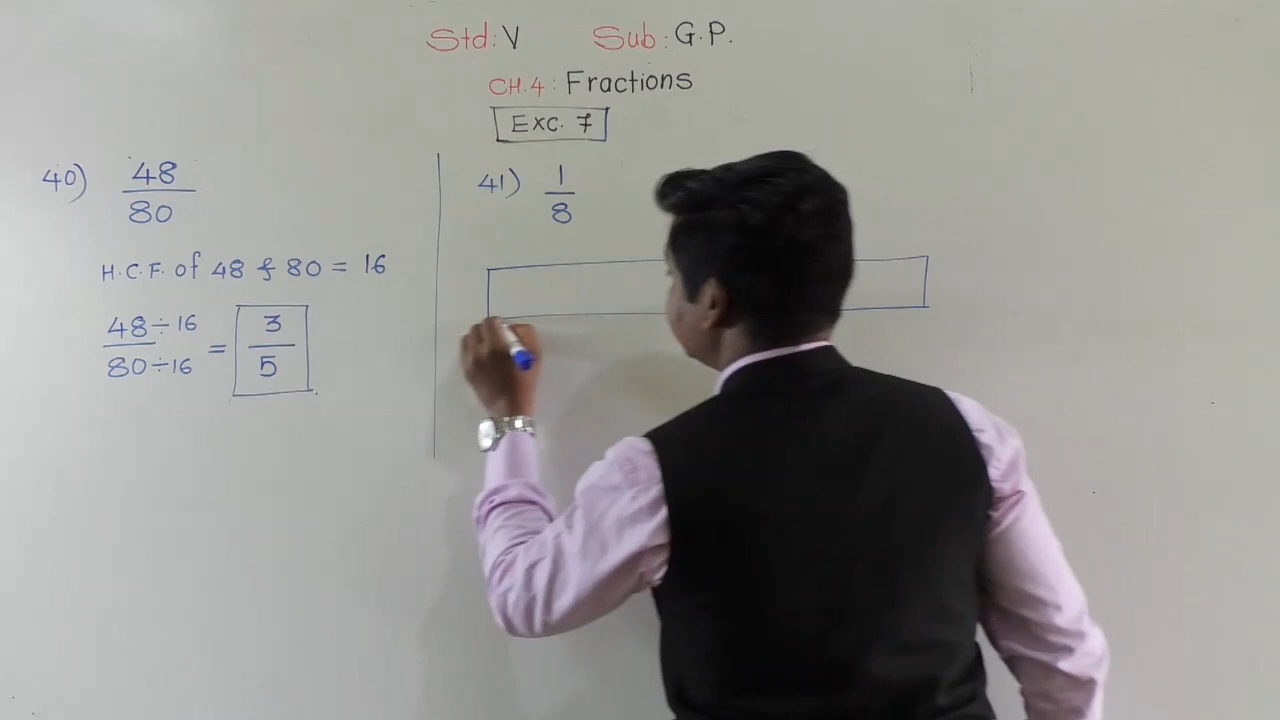 Std: V Sub: G.P.
CH.4: Fractions
Exc. 7
40) 48/80
H.C.F. of 48 & 80 = 16
48÷16/80÷16 = 3/5
41) 1/8